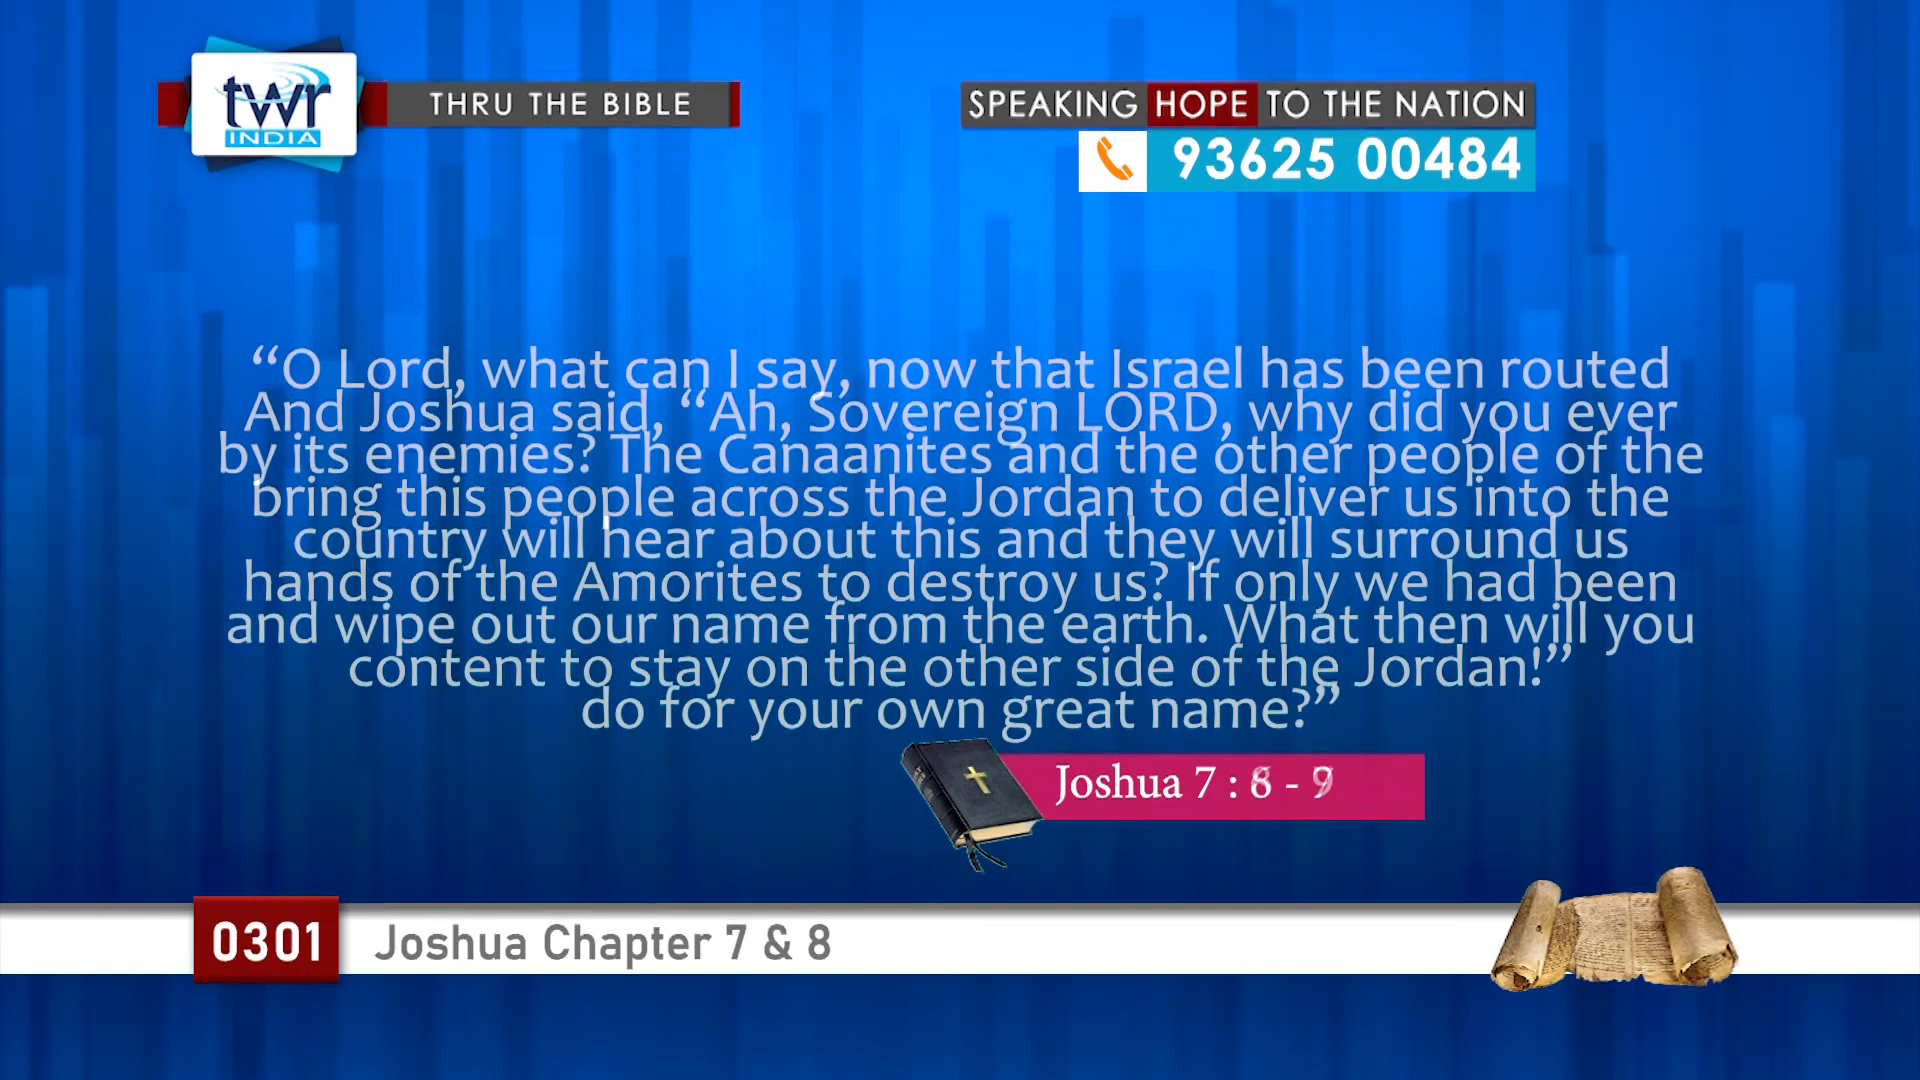 twr
INDIA
THRU THE BIBLE
SPEAKING HOPE TO THE NATION
93625 00484
“O Lord, what can I say, now that Israel has been routed
And Joshua said, “Ah, Sovereign LORD, why did you ever
by its enemies? The Canaanites and the other people of the
bring this people across the Jordan to deliver us into the
country will hear about this and they will surround us
hands of the Amorites to destroy us? If only we had been
and wipe out our name from the earth. What then will you
content to stay on the other side of the Jordan!”
do for your own great name?”
Joshua 7 : 8 - 9
0301
Joshua Chapter 7 & 8